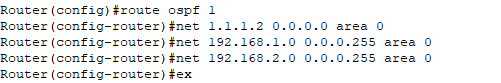 Router(config)#route ospf 1
Router(config-router)#net 1.1.1.2 0.0.0.0 area 0
Router(config-router)#net 192.168.1.0 0.0.0.255 area 0
Router(config-router)#net 192.168.2.0 0.0.0.255 area 0
Router(config-router)#ex